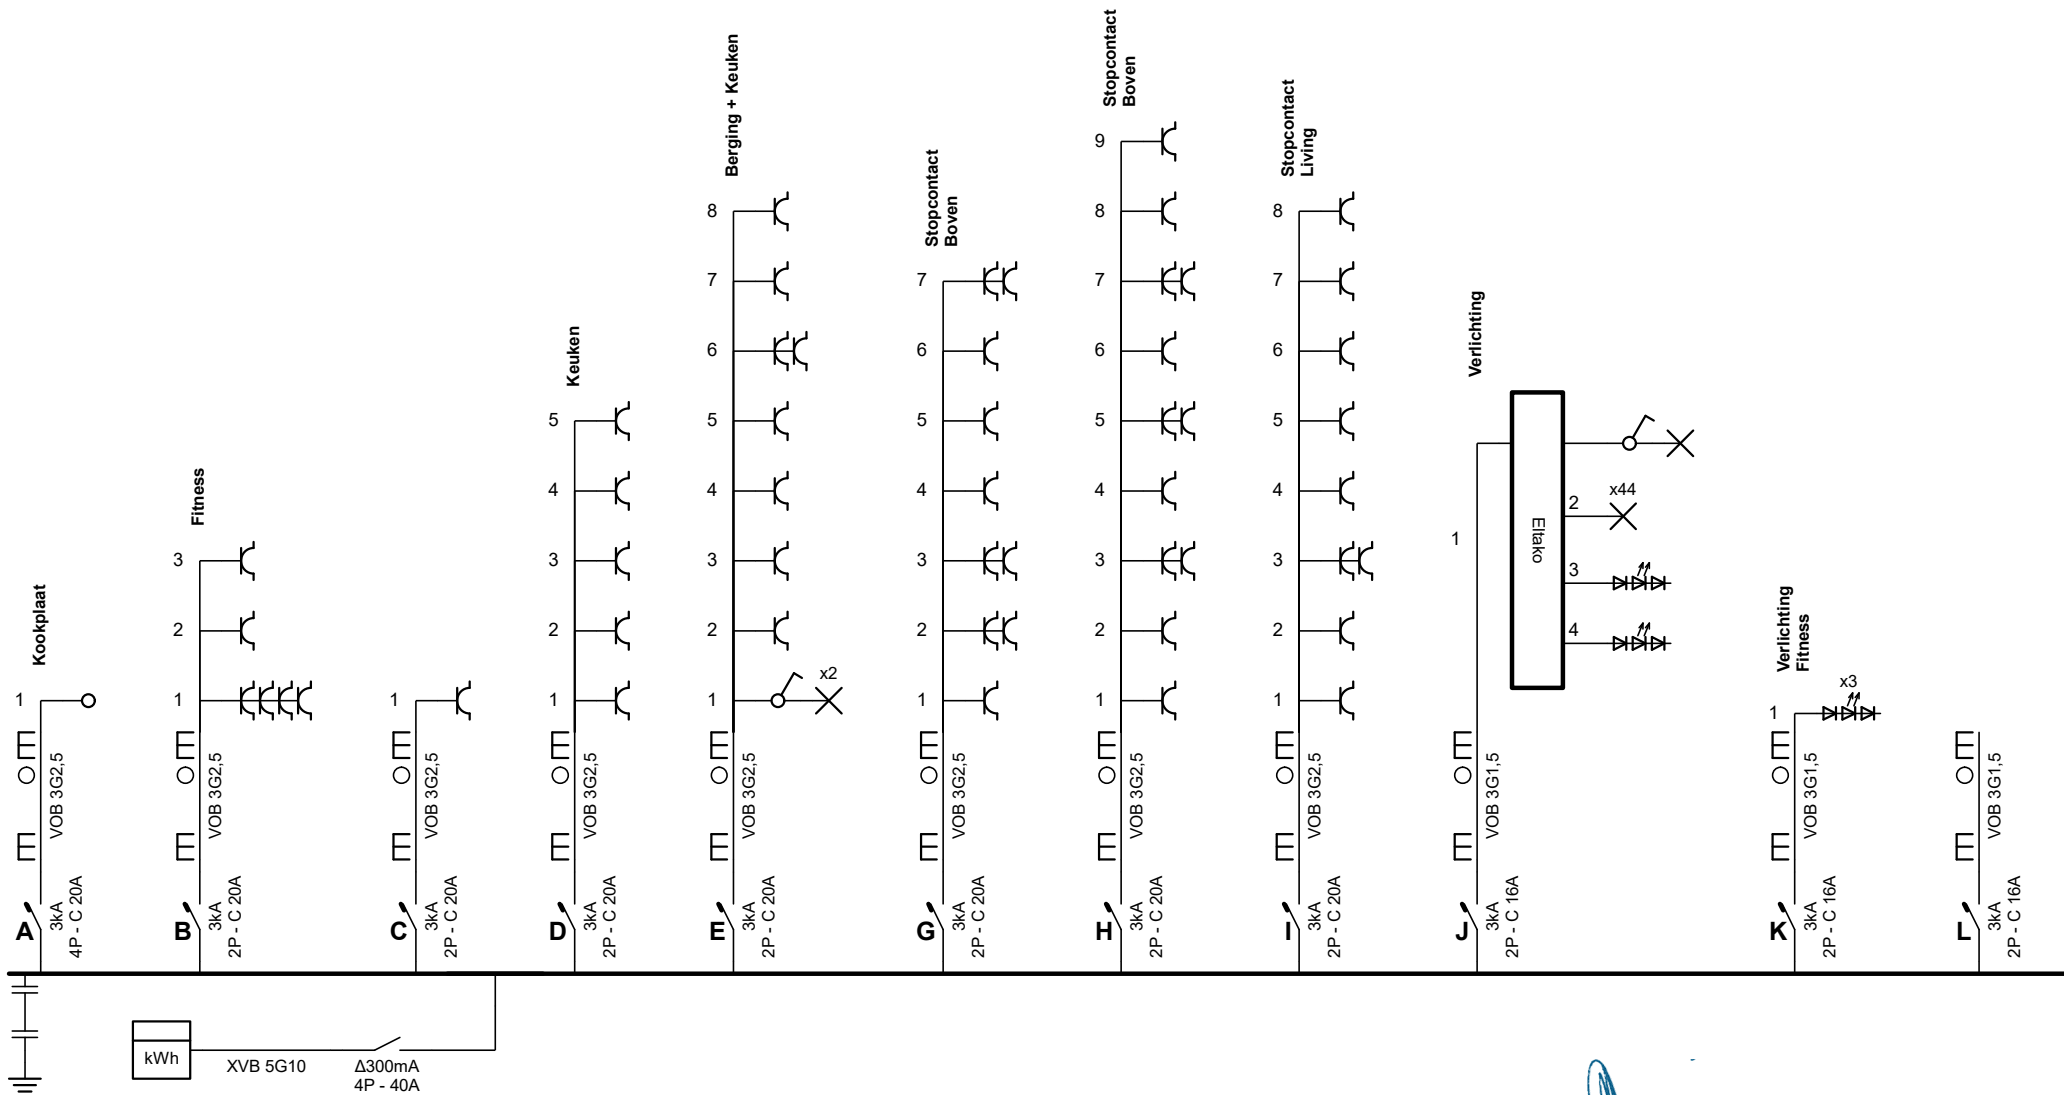 Kookplaat
1
VOB 3G2,5
3kA
4P - C 20A
A
Fitness
3
2
1
VOB 3G2,5
3kA
2P - C 20A
B
1
VOB 3G2,5
3kA
2P - C 20A
C
Keuken
5
4
3
2
1
VOB 3G2,5
3kA
2P - C 20A
D
Berging + Keuken
8
7
6
5
4
3
2
1
x2
VOB 3G2,5
3kA
2P - C 20A
E
Stopcontact
Boven
7
6
5
4
3
2
1
VOB 3G2,5
3kA
2P - C 20A
G
Stopcontact
Boven
9
8
7
6
5
4
3
2
1
VOB 3G2,5
3kA
2P - C 20A
H
Stopcontact
Living
8
7
6
5
4
3
2
1
VOB 3G2,5
3kA
2P - C 20A
I
Verlichting
1
Eltako
2
x44
3
4
VOB 3G1,5
3kA
2P - C 16A
J
Verlichting
Fitness
1
x3
VOB 3G1,5
3kA
2P - C 16A
K
VOB 3G1,5
3kA
2P - C 16A
L
kWh
XVB 5G10
Δ300mA
4P - 40A